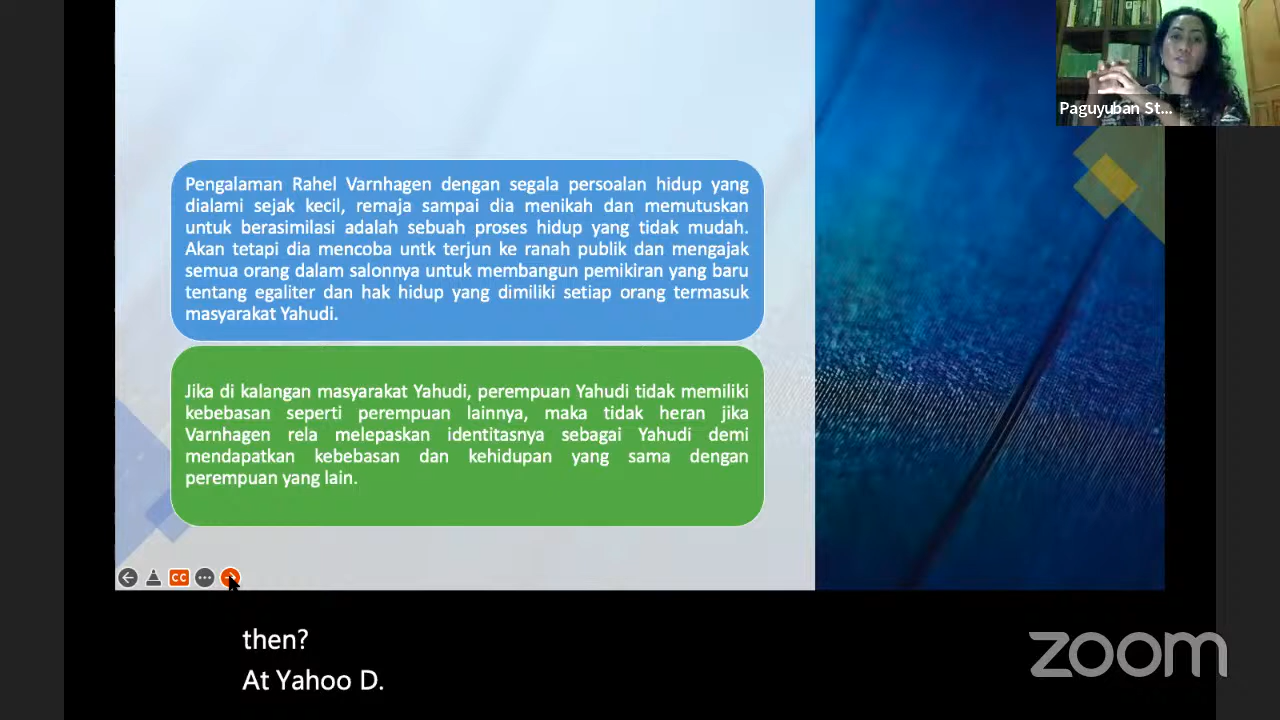 Paguyuban St...
Pengalaman Rahel Varnhagen dengan segala persoalan hidup yang
dialami sejak kecil, remaja sampai dia menikah dan memutuskan
untuk berasimilasi adalah sebuah proses hidup yang tidak mudah.
Akan tetapi dia mencoba untk terjun ke ranah publik dan mengajak
semua orang dalam salonnya untuk membangun pemikiran yang baru
tentang egaliter dan hak hidup yang dimiliki setiap orang termasuk
masyarakat Yahudi.
Jika di kalangan masyarakat Yahudi, perempuan Yahudi tidak memiliki
kebebasan seperti perempuan lainnya, maka tidak heran jika
Varnhagen rela melepaskan identitasnya sebagai Yahudi demi
mendapatkan kebebasan dan kehidupan yang sama dengan
perempuan yang lain.
CC
then?
At Yahoo D.
zoom